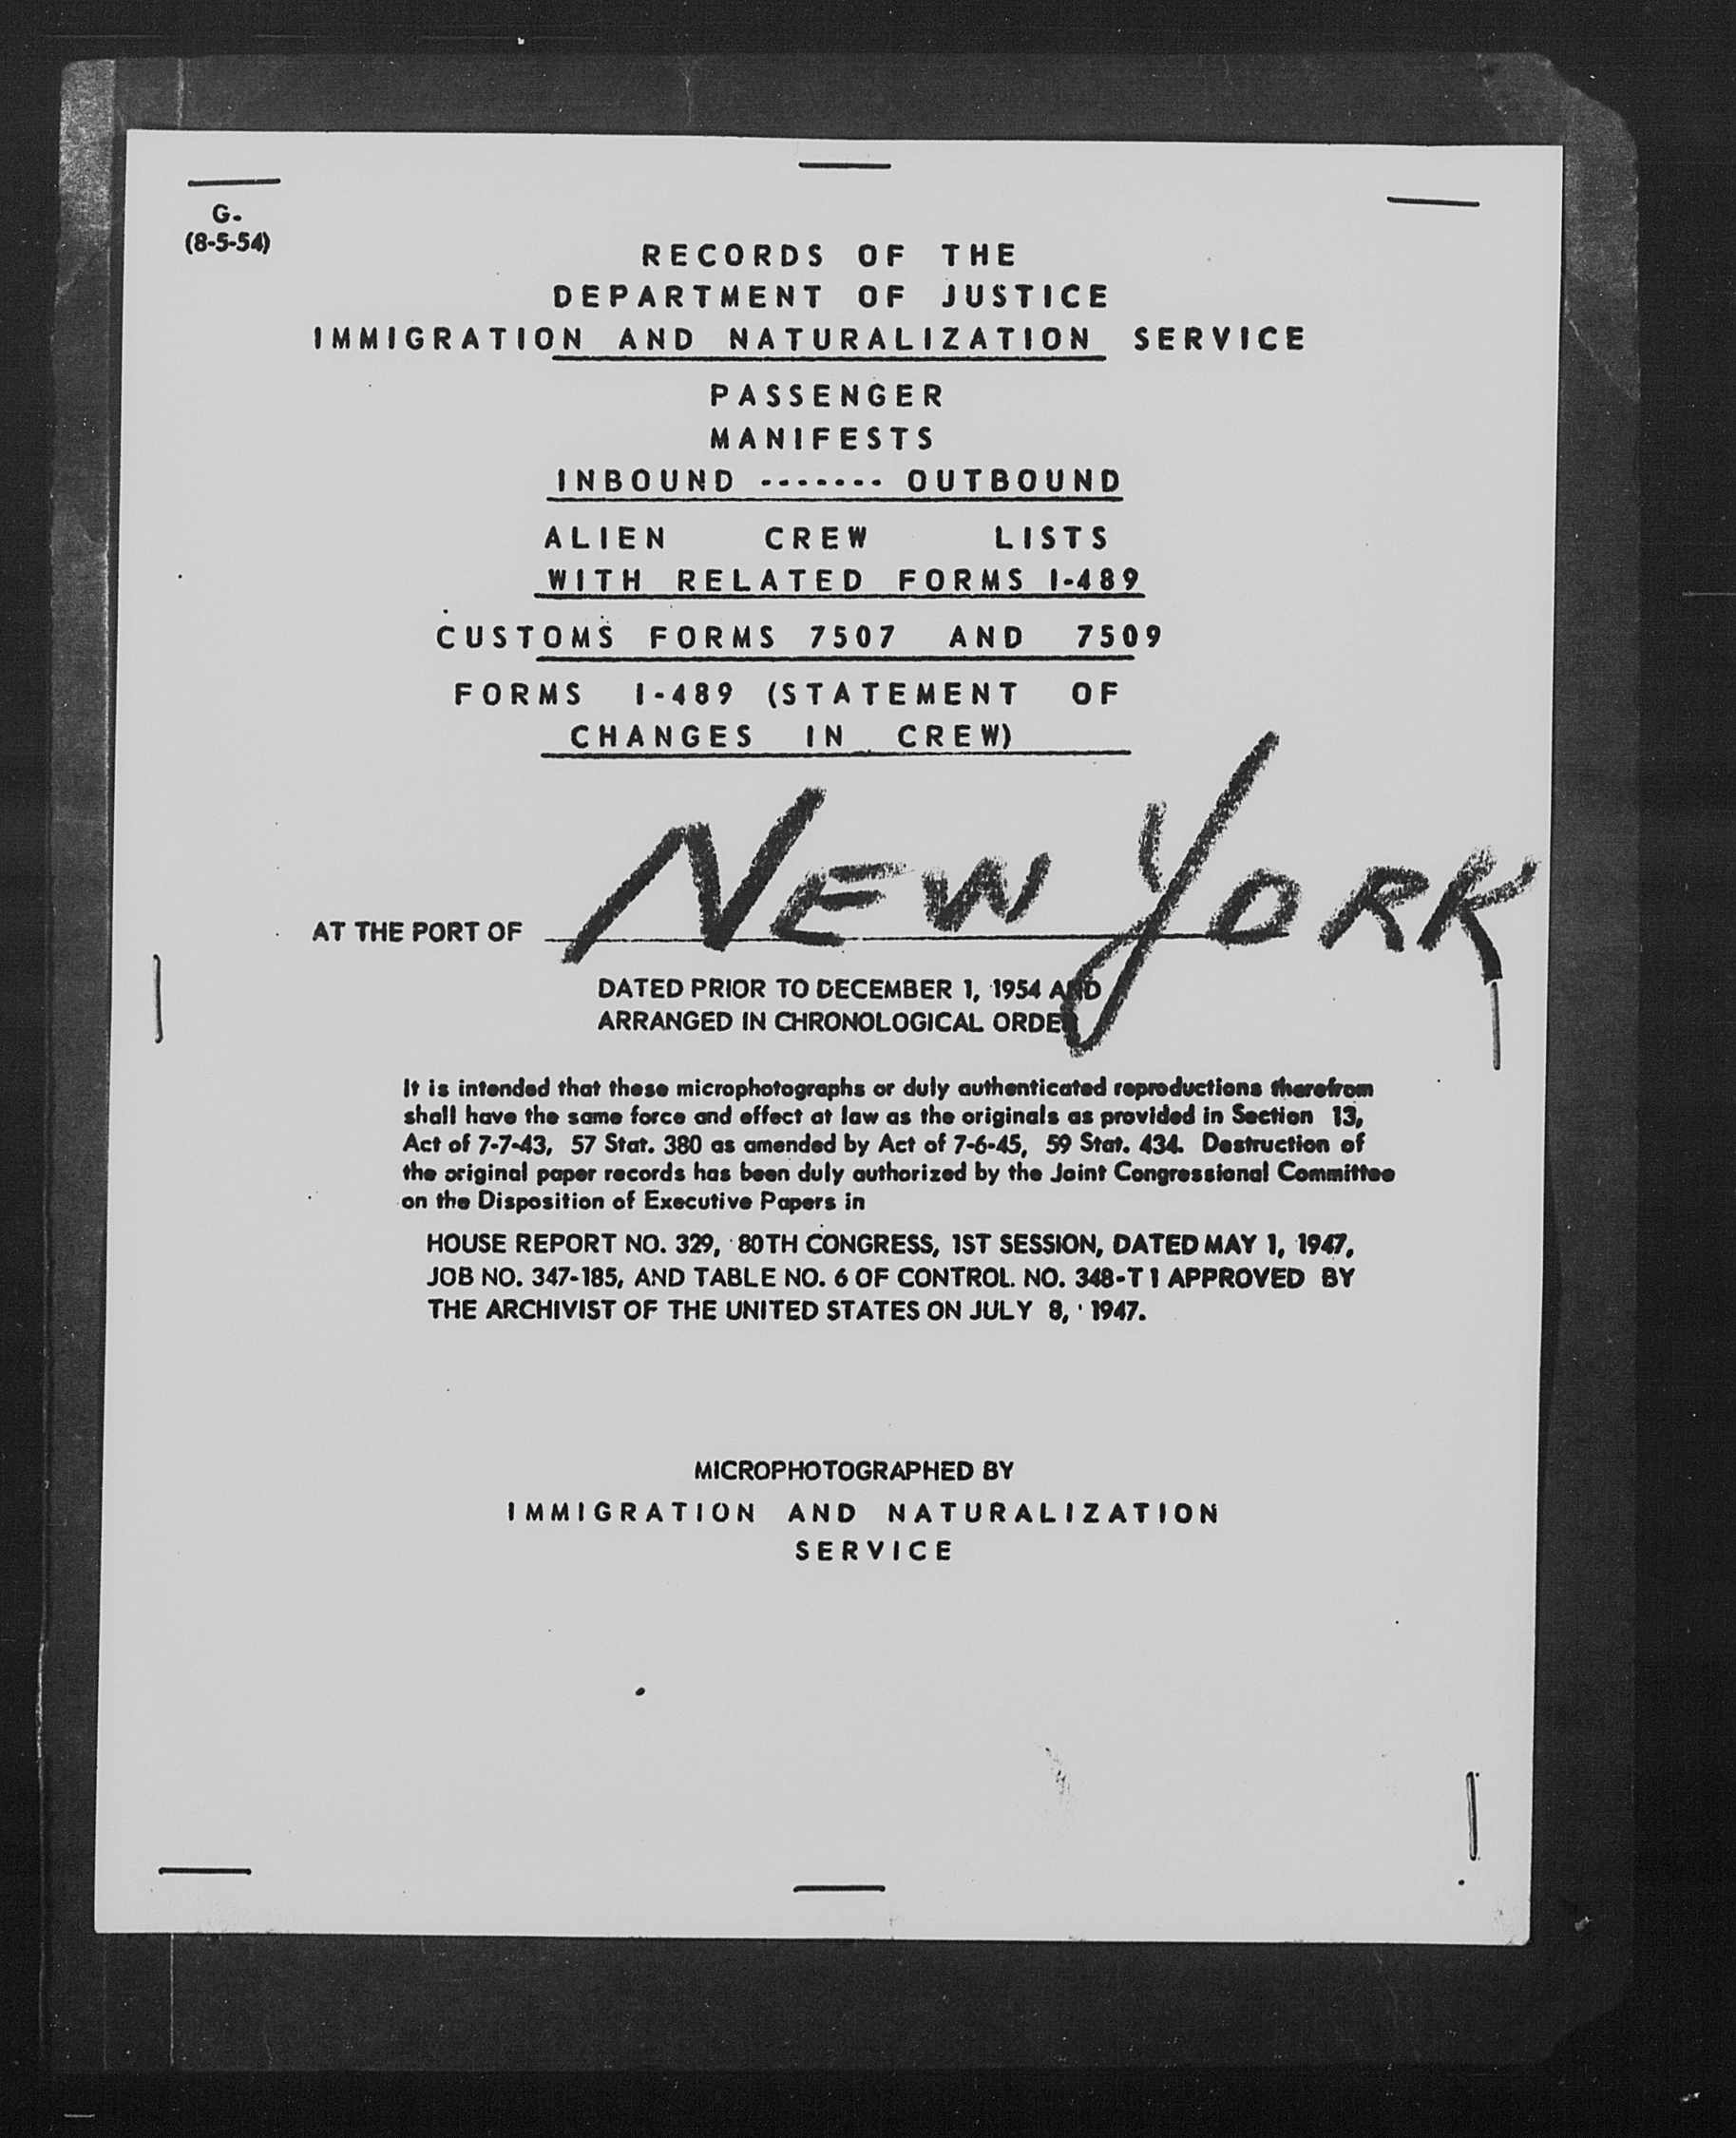 G.
(8-5-54)
RECORDS OF THE
DEPARTMENT OF JUSTICE
IMMIGRATION AND NATURALIZATION SERVICE
PASSENGER
MANIFESTS
INBOUND ------- OUTBOUND
ALIEN CREW LISTS
WITH RELATED FORMS I-489
CUSTOMS FORMS 7507 AND 7509
FORMS I-489 (STATEMENT OF
CHANGES IN CREW)
AT THE PORT OF NEW YORK
DATED PRIOR TO DECEMBER 1, 1954 AND
ARRANGED IN CHRONOLOGICAL ORDER
It is intended that these microphotographs or duly authenticated reproductions therefrom
shall have the same force and effect at law as the originals as provided in Section 13,
Act of 7-7-43, 57 Stat. 380 as amended by Act of 7-6-45, 59 Stat. 434. Destruction of
the original paper records has been duly authorized by the Joint Congressional Committee
on the Disposition of Executive Papers in
HOUSE REPORT NO. 329, 80TH CONGRESS, 1ST SESSION, DATED MAY 1, 1947,
JOB NO. 347-185, AND TABLE NO. 6 OF CONTROL NO. 348-T1 APPROVED BY
THE ARCHIVIST OF THE UNITED STATES ON JULY 8, 1947.
MICROPHOTOGRAPHED BY
IMMIGRATION AND NATURALIZATION
SERVICE